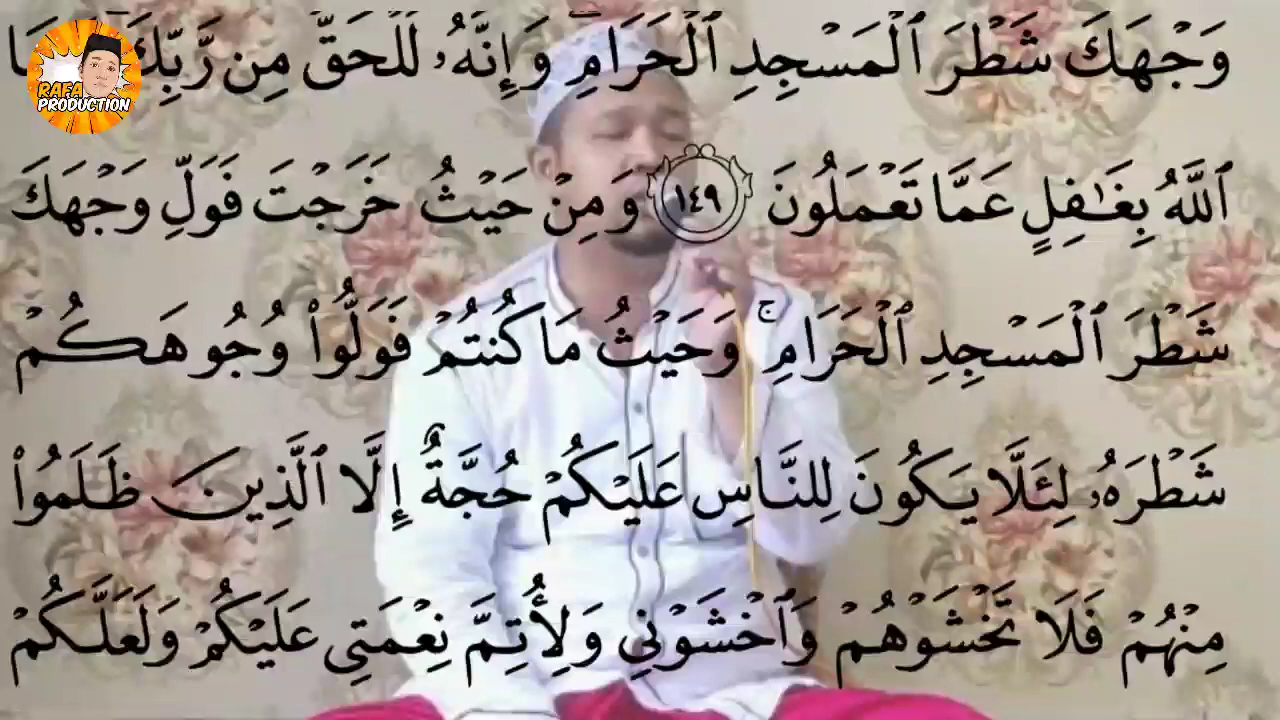 وَجْهَكَ شَطْرَ ٱلْمَسْجِدِ ٱلْحَرَامِ ۖ وَإِنَّهُۥ لَلْحَقُّ مِن رَّبِّكَ
ٱللَّهُ بِغَـٰفِلٍ عَمَّا تَعْمَلُونَ ١٤٩ وَمِنْ حَيْثُ خَرَجْتَ فَوَلِّ وَجْهَكَ
شَطْرَ ٱلْمَسْجِدِ ٱلْحَرَامِ ۚ وَحَيْثُ مَا كُنتُمْ فَوَلُّوا۟ وُجُوهَكُمْ
شَطْرَهُۥ لِئَلَّا يَكُونَ لِلنَّاسِ عَلَيْكُمْ حُجَّةٌ إِلَّا ٱلَّذِينَ ظَلَمُوا۟
مِنْهُمْ فَلَا تَخْشَوْهُمْ وَٱخْشَوْنِى وَلِأُتِمَّ نِعْمَتِى عَلَيْكُمْ وَلَعَلَّكُمْ
RAFA
PRODUCTION